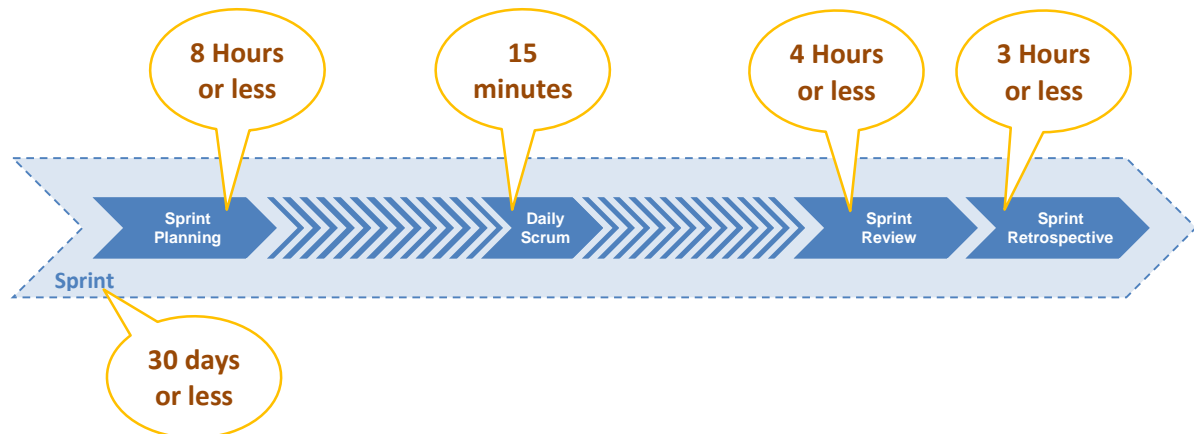 8 Hours
or less
15
minutes
4 Hours
or less
3 Hours
or less
Sprint
Planning
Daily
Scrum
Sprint
Review
Sprint
Retrospective
Sprint
30 days
or less